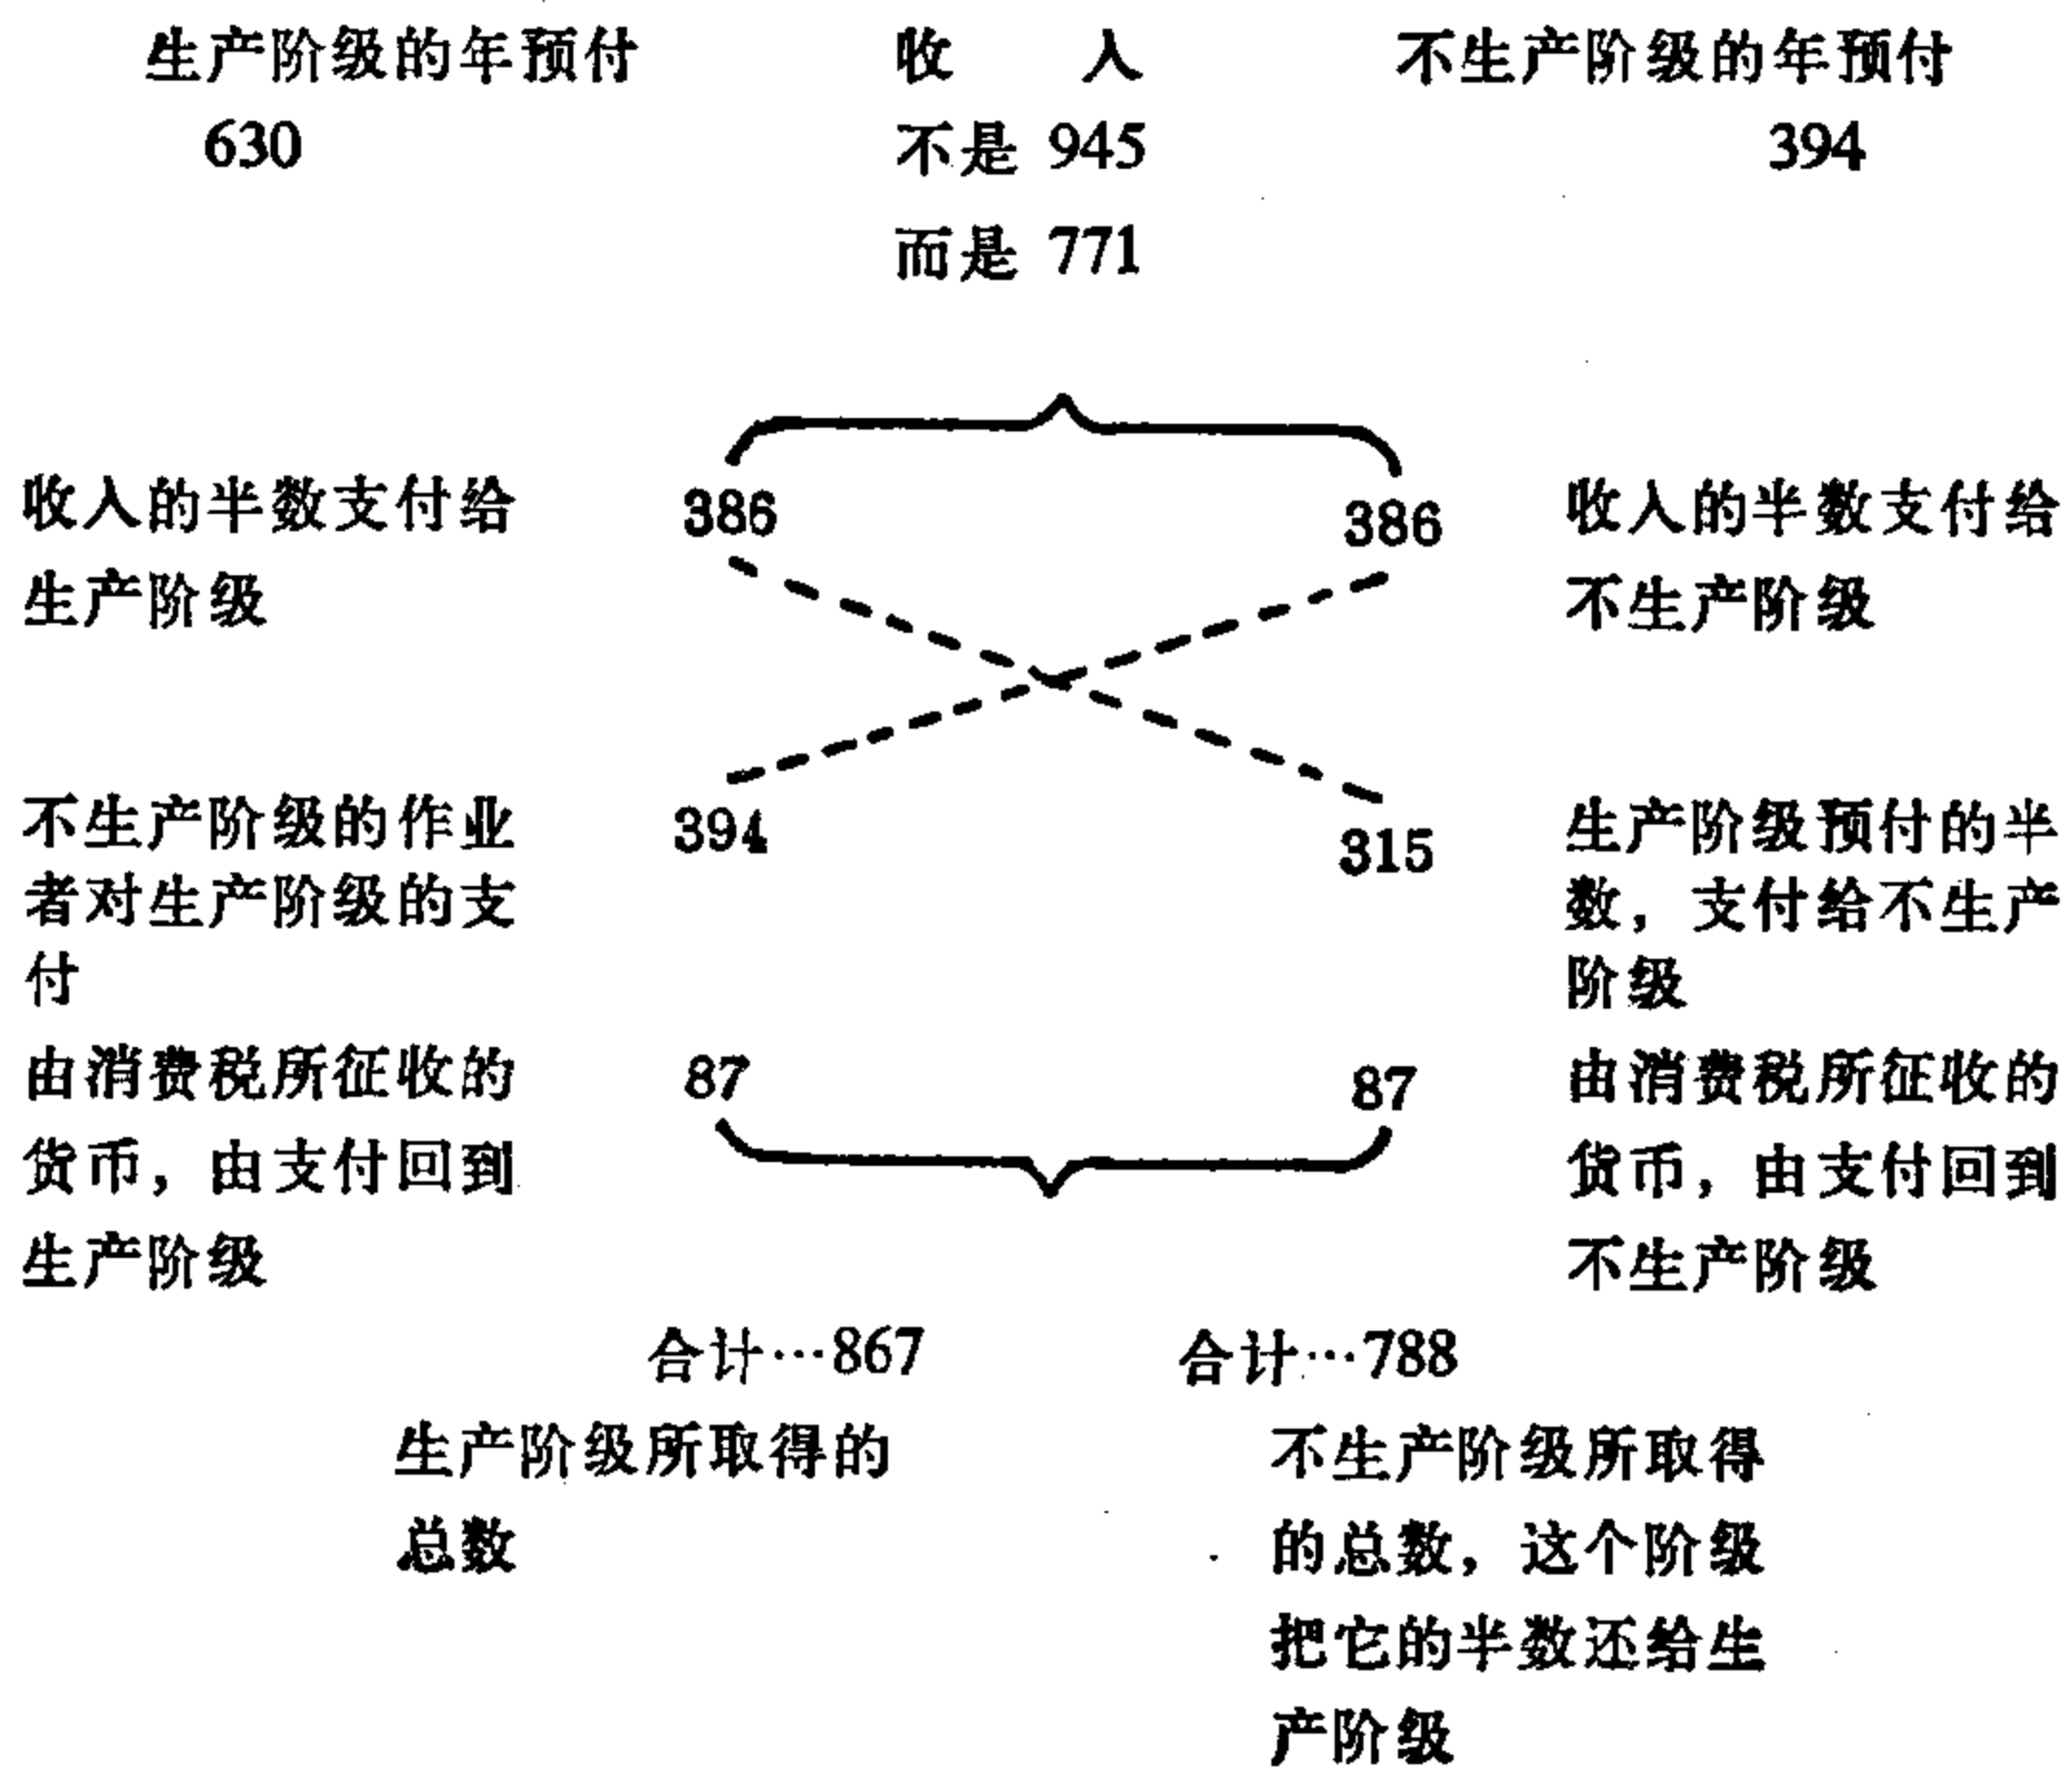 生产阶级的年预付 收 入 不生产阶级的年预付
630 不是 945 394
而是 771
收入的半数支付给 386 386 收入的半数支付给
生产阶级 不生产阶级
不生产阶级的作业 394 315 生产阶级预付的半
者对生产阶级的支 数，支付给不生产
付 阶级
由消费税所征收的 87 87 由消费税所征收的
货币，由支付回到 货币，由支付回到
生产阶级 不生产阶级
合计…867 合计…788
生产阶级所取得的 不生产阶级所取得
总数 的总数，这个阶级
把它的半数还给生
产阶级